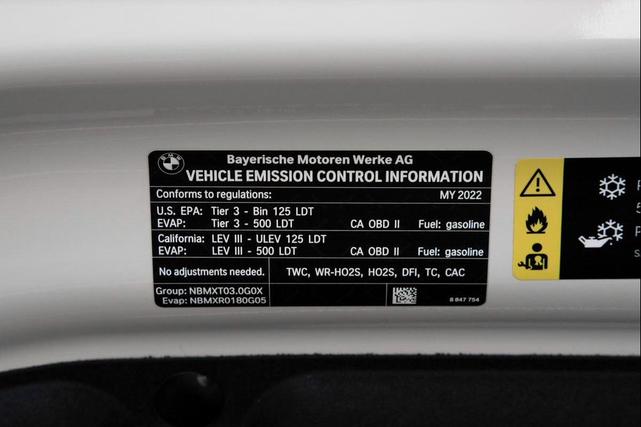 BMW
Bayerische Motoren Werke AG
VEHICLE EMISSION CONTROL INFORMATION
Conforms to regulations: MY 2022
U.S. EPA: Tier 3 - Bin 125 LDT
EVAP: Tier 3 - 500 LDT CA OBD II Fuel: gasoline
California: LEV III - ULEV 125 LDT
EVAP: LEV III - 500 LDT CA OBD II Fuel: gasoline
No adjustments needed. TWC, WR-HO2S, HO2S, DFI, TC, CAC
Group: NBMXT03.0G0X
Evap: NBMXR0180G05
8 847 754